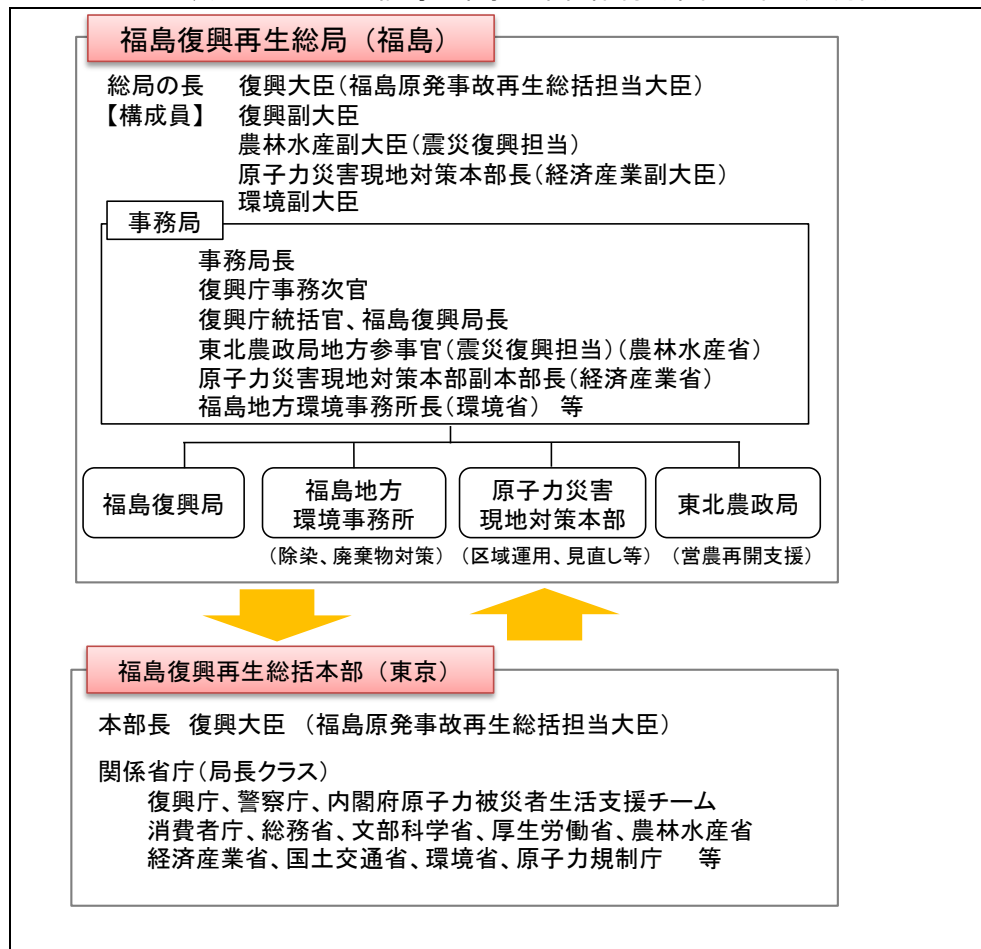 福島復興再生総局（福島）
総局の長　復興大臣（福島原発事故再生総括担当大臣）
【構成員】　復興副大臣
農林水産副大臣（震災復興担当）
原子力災害現地対策本部長（経済産業副大臣）
環境副大臣
事務局
事務局長
復興庁事務次官
復興庁統括官、福島復興局長
東北農政局地方参事官（震災復興担当）（農林水産省）
原子力災害現地対策本部副本部長（経済産業省）
福島地方環境事務所長（環境省）　等
福島復興局
福島地方
環境事務所
（除染、廃棄物対策）
原子力災害
現地対策本部
（区域運用、見直し等）
東北農政局
（営農再開支援）
福島復興再生総括本部（東京）
本部長　復興大臣　（福島原発事故再生総括担当大臣）
関係省庁（局長クラス）
復興庁、警察庁、内閣府原子力被災者生活支援チーム
消費者庁、総務省、文部科学省、厚生労働省、農林水産省
経済産業省、国土交通省、環境省、原子力規制庁　等